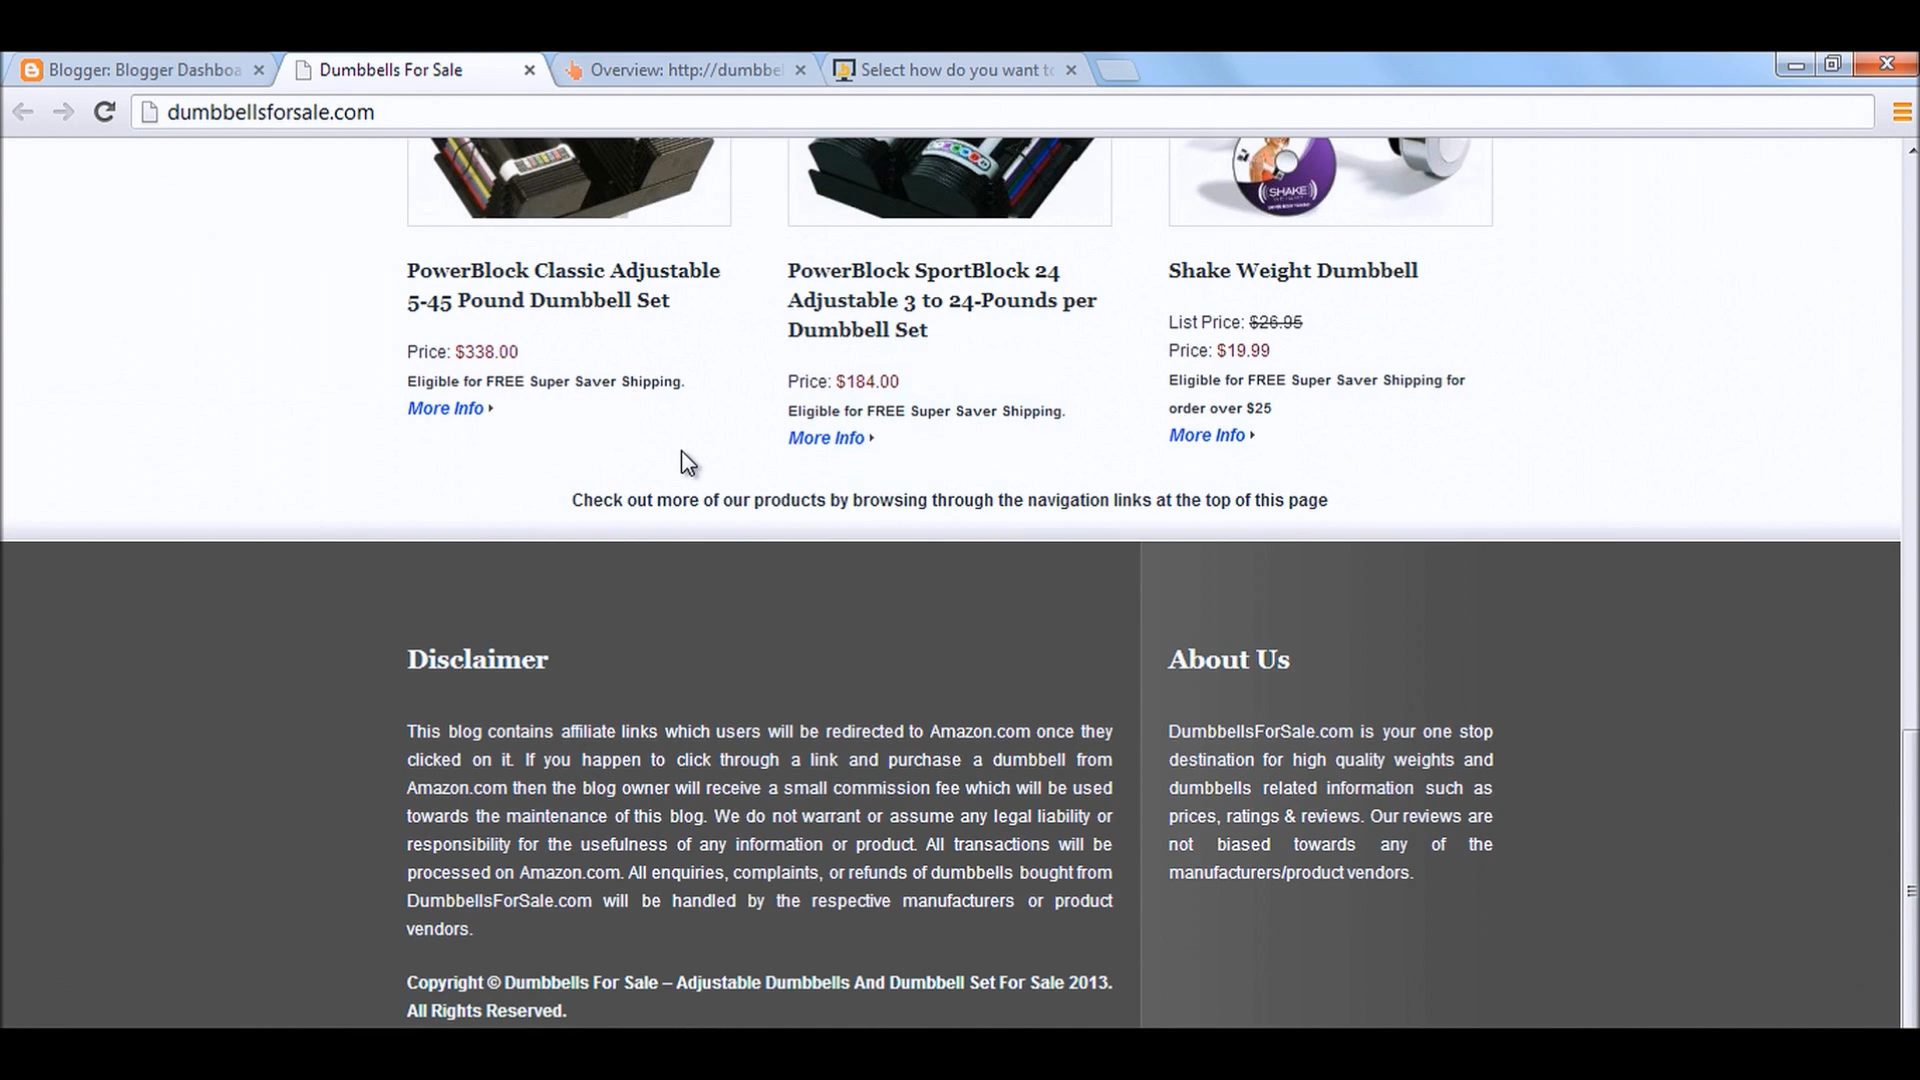 Blogger: Blogger Dashboa
Dumbbells For Sale
Overview: http://dumbbel
Select how do you want to
dumbbellsforsale.com
SHAKE
PowerBlock Classic Adjustable
5-45 Pound Dumbbell Set
Price: $338.00
Eligible for FREE Super Saver Shipping.
More Info
PowerBlock SportBlock 24
Adjustable 3 to 24-Pounds per
Dumbbell Set
Price: $184.00
Eligible for FREE Super Saver Shipping.
More Info
Shake Weight Dumbbell
List Price: $26.95
Price: $19.99
Eligible for FREE Super Saver Shipping for
order over $25
More Info
Check out more of our products by browsing through the navigation links at the top of this page
Disclaimer
This blog contains affiliate links which users will be redirected to Amazon.com once they
clicked on it. If you happen to click through a link and purchase a dumbbell from
Amazon.com then the blog owner will receive a small commission fee which will be used
towards the maintenance of this blog. We do not warrant or assume any legal liability or
responsibility for the usefulness of any information or product. All transactions will be
processed on Amazon.com. All enquiries, complaints, or refunds of dumbbells bought from
DumbbellsForSale.com will be handled by the respective manufacturers or product
vendors.
Copyright © Dumbbells For Sale – Adjustable Dumbbells And Dumbbell Set For Sale 2013.
All Rights Reserved.
About Us
DumbbellsForSale.com is your one stop
destination for high quality weights and
dumbbells related information such as
prices, ratings & reviews. Our reviews are
not biased towards any of the
manufacturers/product vendors.